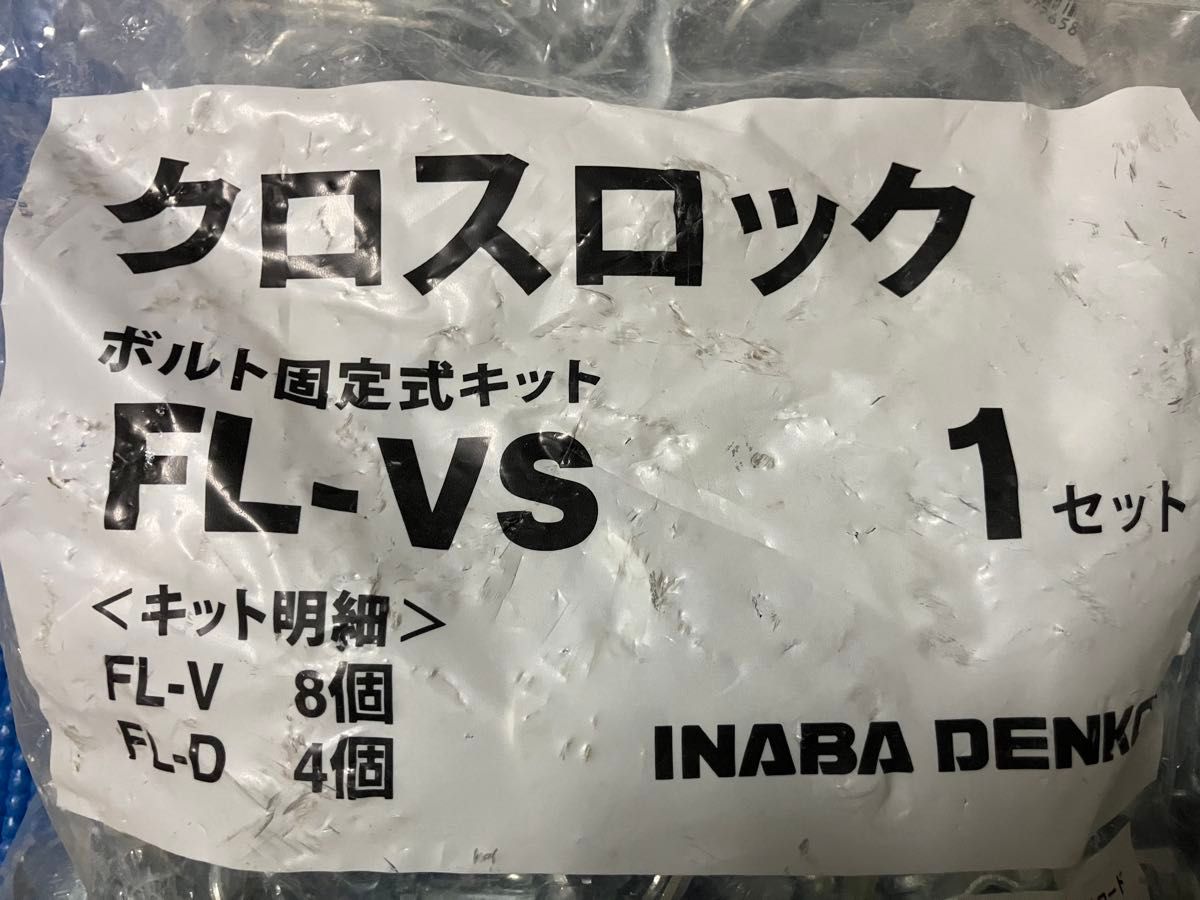 クロスロック
ボルト固定式キット
FL-VS 1セット
＜キット明細＞
FL-V 8個
FL-D 4個
INABA DENKO